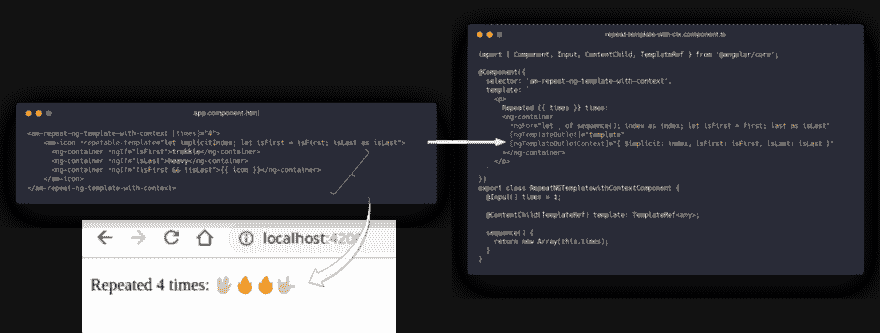 app.component.html
<am-repeat-ng-template-with-context [times]="4">
<am-icon *repeatable-template="let implicitIndex; let isFirst = isFirst; isLast as isLast">
<ng-container *ngIf="isFirst">trekkie</ng-container>
<ng-container *ngIf="isLast">heavy</ng-container>
<ng-container *ngIf="!isFirst && !isLast">{{ icon }}</ng-container>
</am-icon>
</am-repeat-ng-template-with-context>
localhost:420
Repeated 4 times:
repeat-template-with-ctx.component.ts
import { Component, Input, ContentChild, TemplateRef } from '@angular/core';
@Component({
selector: 'am-repeat-ng-template-with-context',
template: `
<p>
Repeated {{ times }} times:
<ng-container
*ngFor="let _ of sequence(); index as index; let isFirst = first; last as isLast"
[ngTemplateOutlet]="template"
[ngTemplateOutletContext]="{ $implicit: index, isFirst: isFirst, isLast: isLast }"
></ng-container>
</p>
`
})
export class RepeatNGTemplatewithContextComponent {
@Input() times = 1;
@ContentChild(TemplateRef) template: TemplateRef<any>;
sequence() {
return new Array(this.times);
}
}